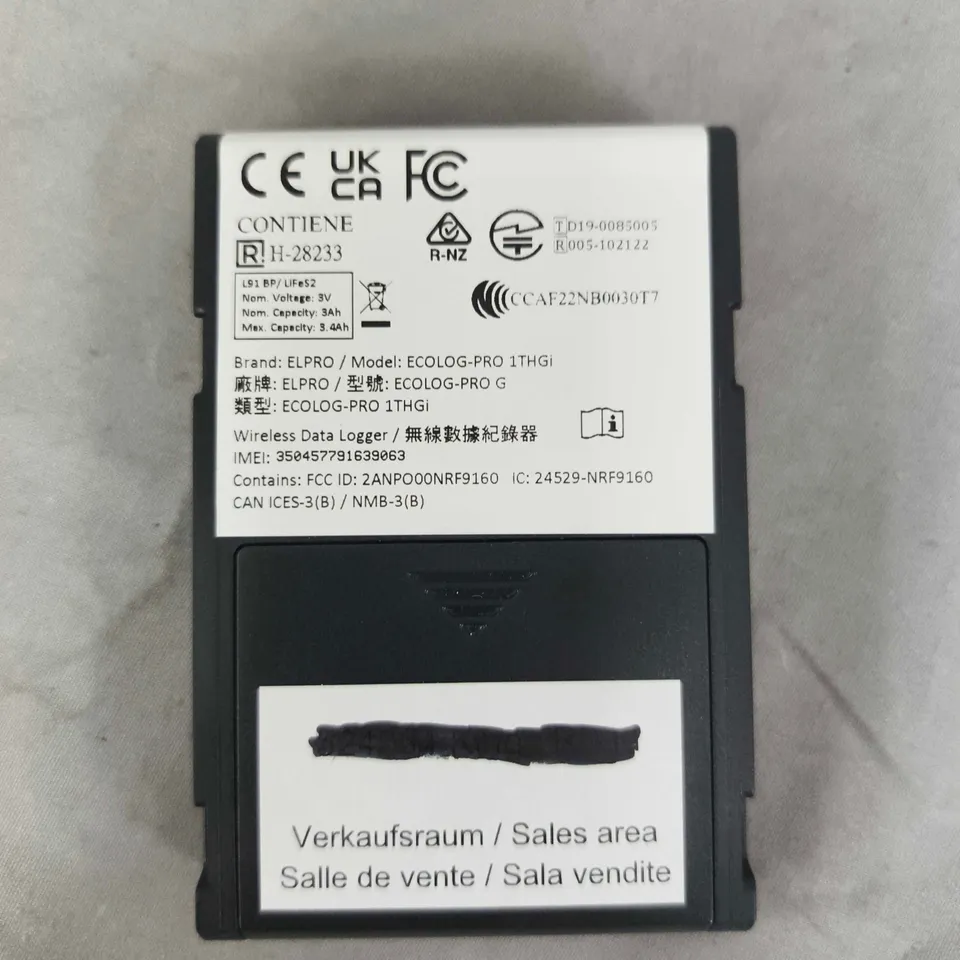 CE UK CA FC
CONTIENE
R H-28233
R-NZ
T D19-0085005
R 005-102122
L91 BP/ LiFeS2
Nom. Voltage: 3V
Nom. Capacity: 3Ah
Max. Capacity: 3.4Ah
CCAF22NB0030T7
Brand: ELPRO / Model: ECOLOG-PRO 1THGi
廠牌: ELPRO / 型號: ECOLOG-PRO G
類型: ECOLOG-PRO 1THGi
Wireless Data Logger / 無線數據紀錄器
IMEI: 350457791639063
Contains: FCC ID: 2ANPO00NRF9160 IC: 24529-NRF9160
CAN ICES-3(B) / NMB-3(B)
Verkaufsraum / Sales area
Salle de vente / Sala vendite